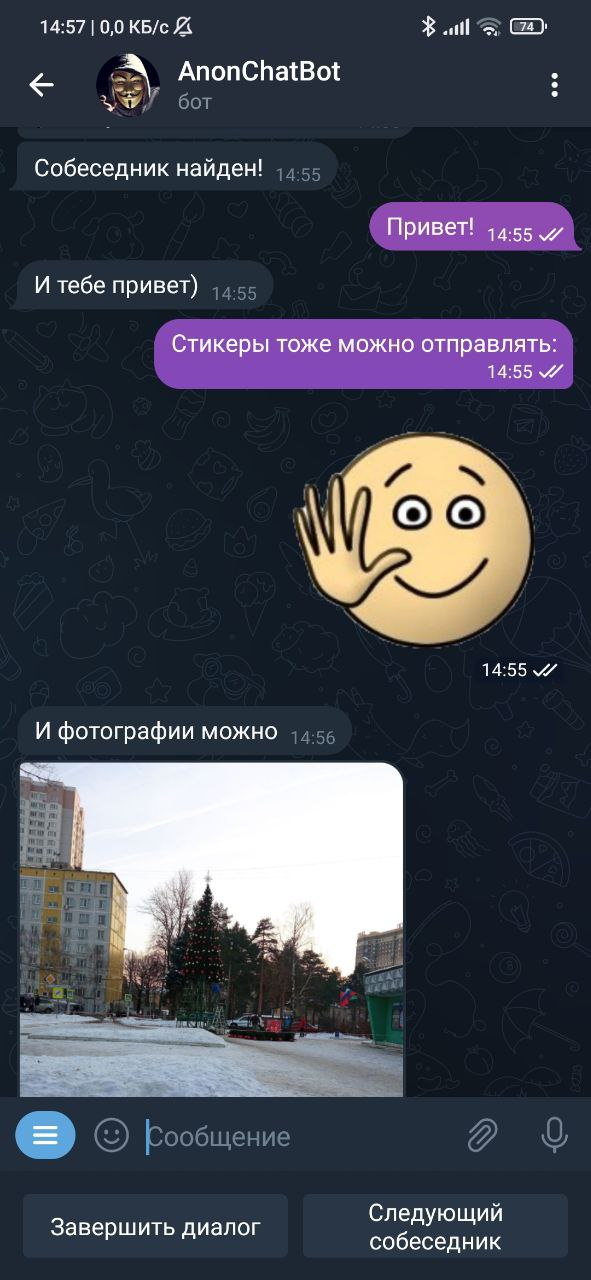 14:57 | 0,0 КБ/с
74
AnonChatBot
бот
Собеседник найден! 14:55
Привет! 14:55
И тебе привет) 14:55
Стикеры тоже можно отправлять:
14:55
14:55
И фотографии можно 14:56
Сообщение
Завершить диалог
Следующий
собеседник